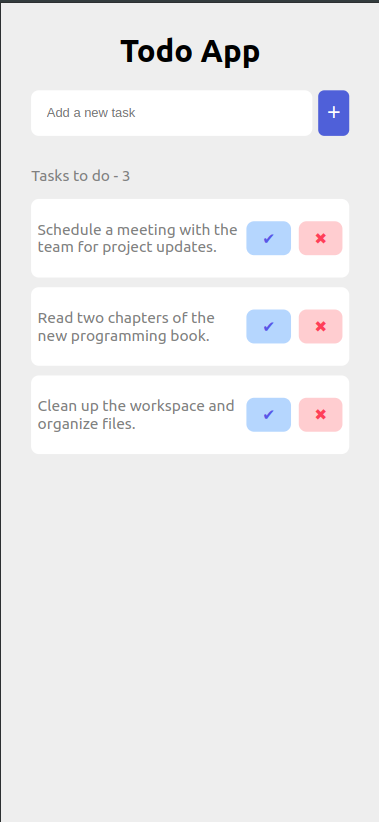 Todo App
Add a new task
+
Tasks to do - 3
Schedule a meeting with the
team for project updates.
✔ ✖
Read two chapters of the
new programming book.
✔ ✖
Clean up the workspace and
organize files.
✔ ✖